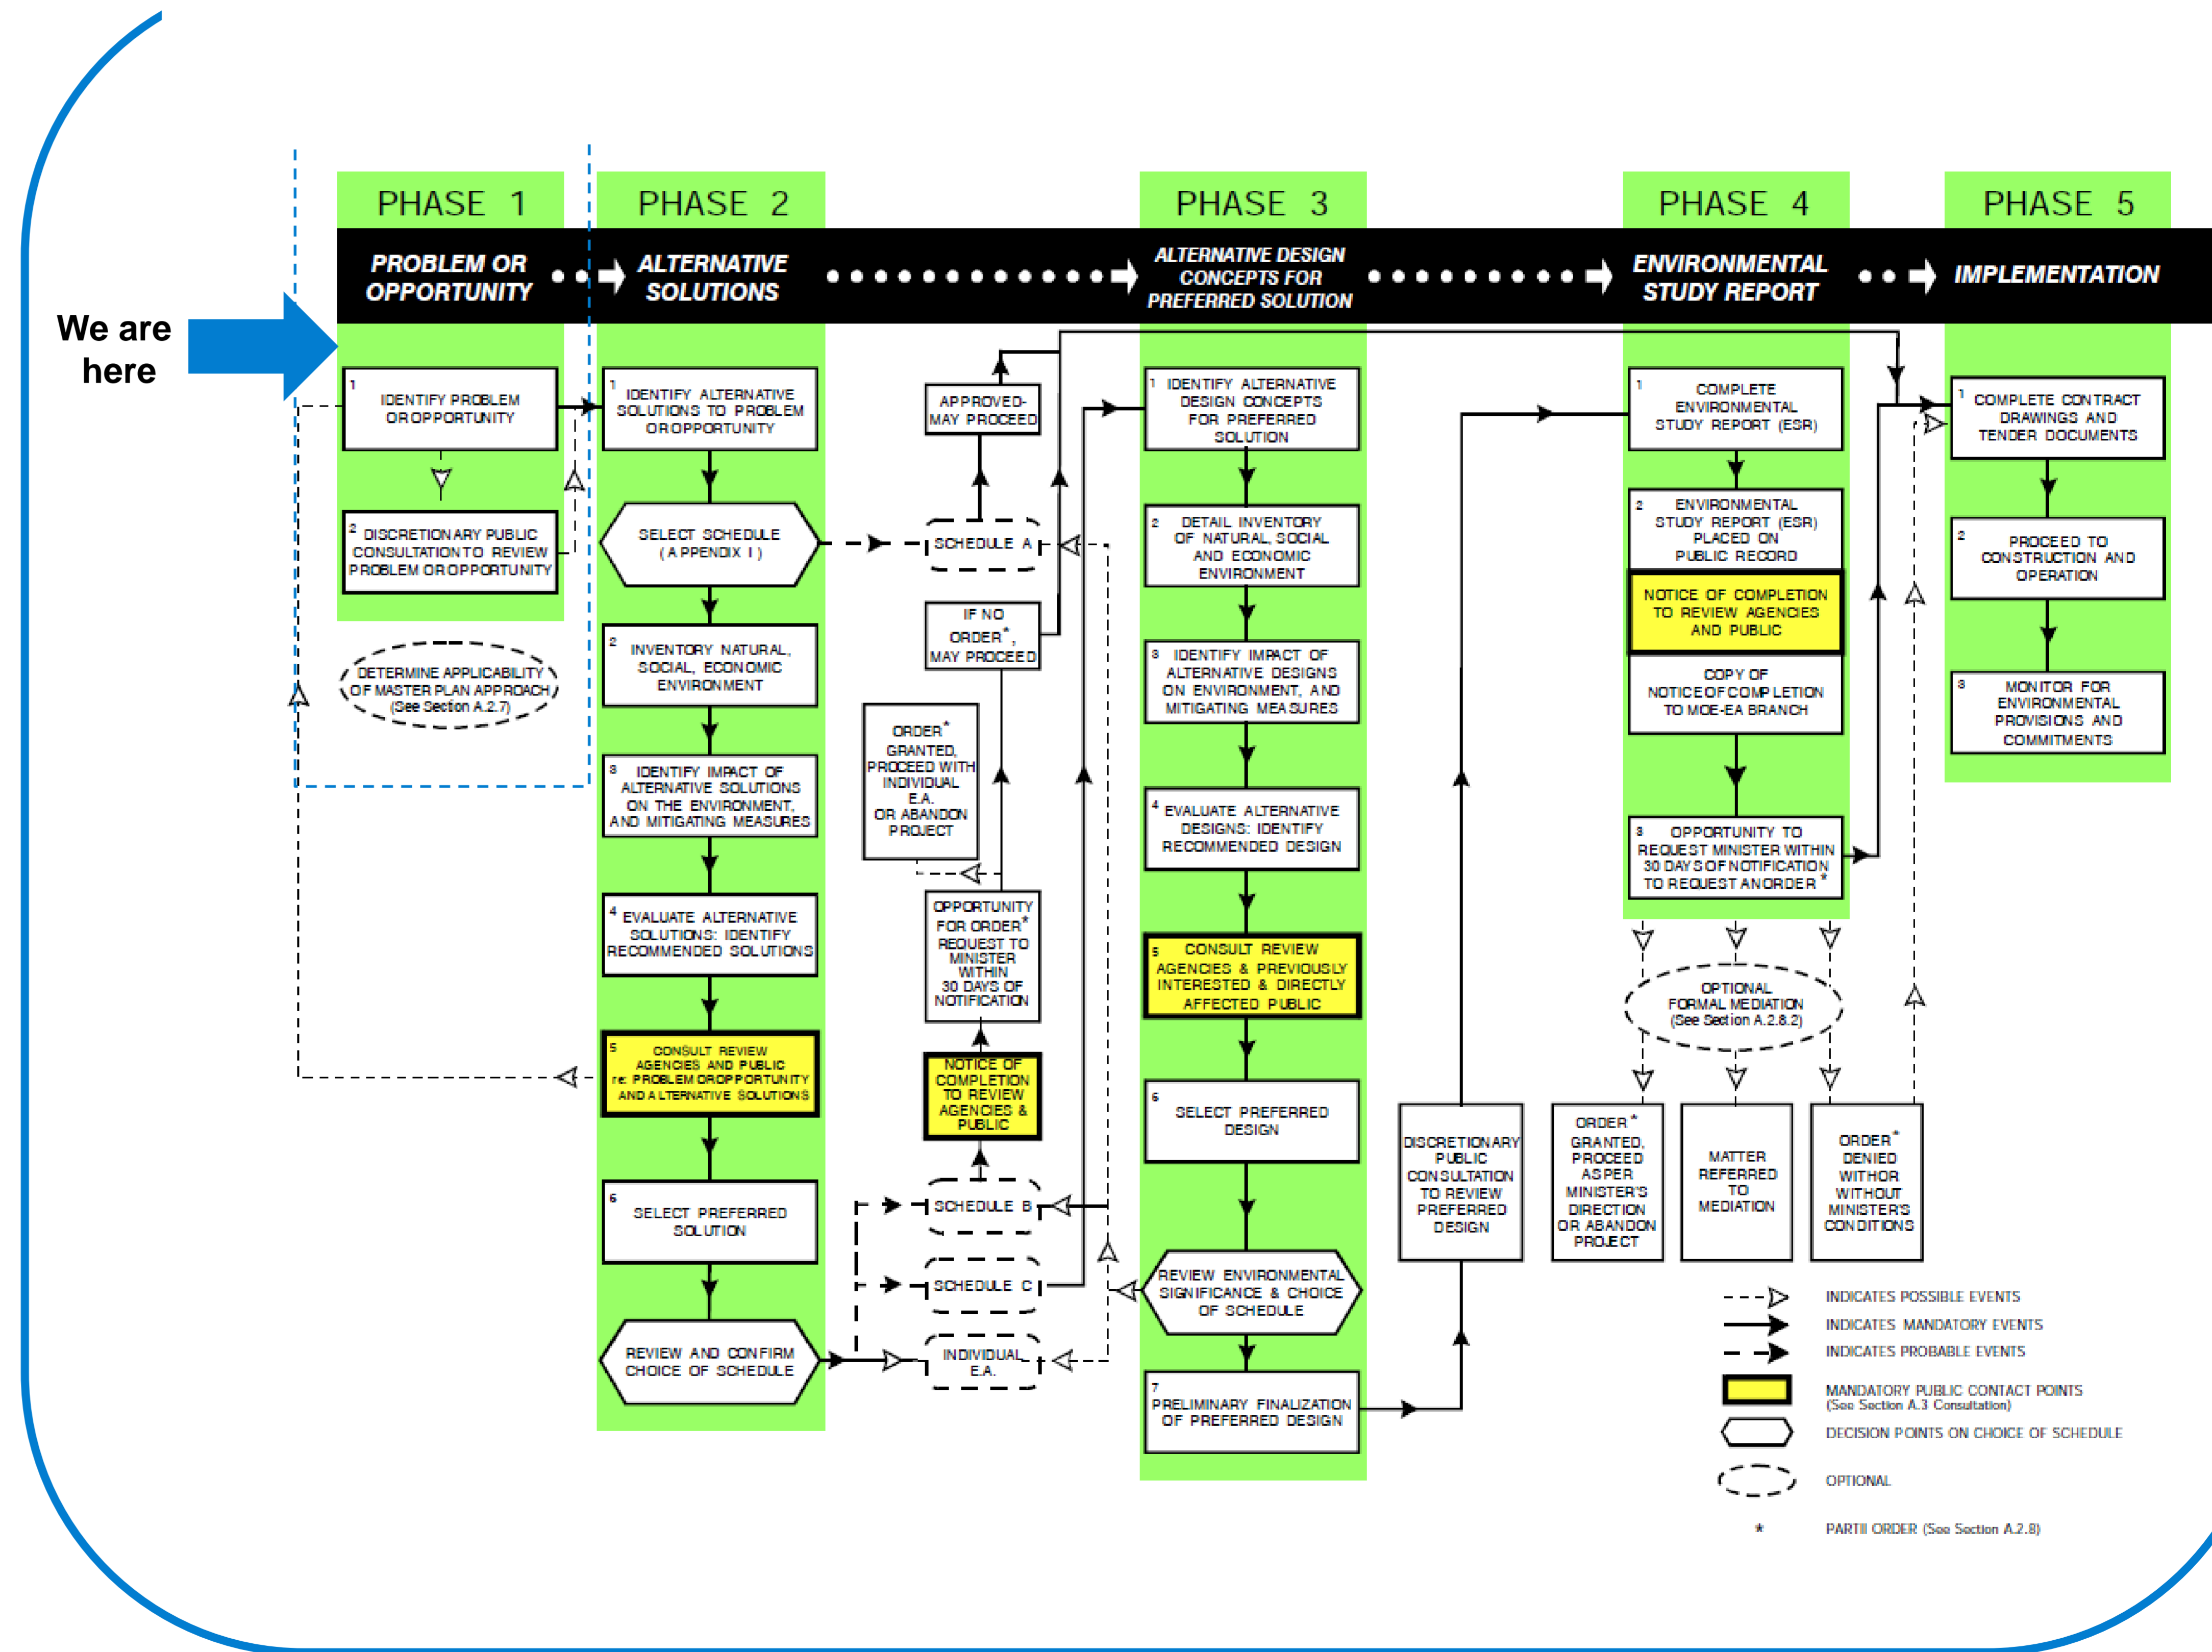 We are
here
PHASE 1
PROBLEM OR
OPPORTUNITY
1
IDENTIFY PROBLEM
OR OPPORTUNITY
2
DISCRETIONARY PUBLIC
CONSULTATION TO REVIEW
PROBLEM OR OPPORTUNITY
DETERMINE APPLICABILITY
OF MASTER PLAN APPROACH
(See Section A.2.7)
PHASE 2
ALTERNATIVE
SOLUTIONS
1
IDENTIFY ALTERNATIVE
SOLUTIONS TO PROBLEM
OR OPPORTUNITY
SELECT SCHEDULE
(APPENDIX I)
2
INVENTORY NATURAL,
SOCIAL, ECONOMIC
ENVIRONMENT
3
IDENTIFY IMPACT OF
ALTERNATIVE SOLUTIONS
ON THE ENVIRONMENT,
AND MITIGATING MEASURES
4
EVALUATE ALTERNATIVE
SOLUTIONS: IDENTIFY
RECOMMENDED SOLUTIONS
5
CONSULT REVIEW
AGENCIES AND PUBLIC
re: PROBLEM OR OPPORTUNITY
AND ALTERNATIVE SOLUTIONS
6
SELECT PREFERRED
SOLUTION
REVIEW AND CONFIRM
CHOICE OF SCHEDULE
APPROVED-
MAY PROCEED
SCHEDULE A
IF NO
ORDER*,
MAY PROCEED
ORDER*
GRANTED,
PROCEED WITH
INDIVIDUAL
E.A.
OR ABANDON
PROJECT
OPPORTUNITY
FOR ORDER*
REQUEST TO
MINISTER
WITHIN
30 DAYS OF
NOTIFICATION
NOTICE OF
COMPLETION
TO REVIEW
AGENCIES &
PUBLIC
SCHEDULE B
SCHEDULE C
INDIVIDUAL
E.A.
PHASE 3
ALTERNATIVE DESIGN
CONCEPTS FOR
PREFERRED SOLUTION
1
IDENTIFY ALTERNATIVE
DESIGN CONCEPTS
FOR PREFERRED
SOLUTION
2
DETAIL INVENTORY
OF NATURAL, SOCIAL
AND ECONOMIC
ENVIRONMENT
3
IDENTIFY IMPACT OF
ALTERNATIVE DESIGNS
ON ENVIRONMENT, AND
MITIGATING MEASURES
4
EVALUATE ALTERNATIVE
DESIGNS: IDENTIFY
RECOMMENDED DESIGN
5
CONSULT REVIEW
AGENCIES & PREVIOUSLY
INTERESTED & DIRECTLY
AFFECTED PUBLIC
6
SELECT PREFERRED
DESIGN
REVIEW ENVIRONMENTAL
SIGNIFICANCE & CHOICE
OF SCHEDULE
7
PRELIMINARY FINALIZATION
OF PREFERRED DESIGN
DISCRETIONARY
PUBLIC
CONSULTATION
TO REVIEW
PREFERRED
DESIGN
PHASE 4
ENVIRONMENTAL
STUDY REPORT
1
COMPLETE
ENVIRONMENTAL
STUDY REPORT (ESR)
2
ENVIRONMENTAL
STUDY REPORT (ESR)
PLACED ON
PUBLIC RECORD
NOTICE OF COMPLETION
TO REVIEW AGENCIES
AND PUBLIC
COPY OF
NOTICE OF COMPLETION
TO MOE-EA BRANCH
3
OPPORTUNITY TO
REQUEST MINISTER WITHIN
30 DAYS OF NOTIFICATION
TO REQUEST AN ORDER*
OPTIONAL
FORMAL MEDIATION
(See Section A.2.8.2)
ORDER*
GRANTED,
PROCEED
AS PER
MINISTER'S
DIRECTION
OR ABANDON
PROJECT
MATTER
REFERRED
TO
MEDIATION
ORDER*
DENIED
WITH OR
WITHOUT
MINISTER'S
CONDITIONS
PHASE 5
IMPLEMENTATION
1
COMPLETE CONTRACT
DRAWINGS AND
TENDER DOCUMENTS
2
PROCEED TO
CONSTRUCTION AND
OPERATION
3
MONITOR FOR
ENVIRONMENTAL
PROVISIONS AND
COMMITMENTS
INDICATES POSSIBLE EVENTS
INDICATES MANDATORY EVENTS
INDICATES PROBABLE EVENTS
MANDATORY PUBLIC CONTACT POINTS
(See Section A.3 Consultation)
DECISION POINTS ON CHOICE OF SCHEDULE
OPTIONAL
* PART II ORDER (See Section A.2.8)